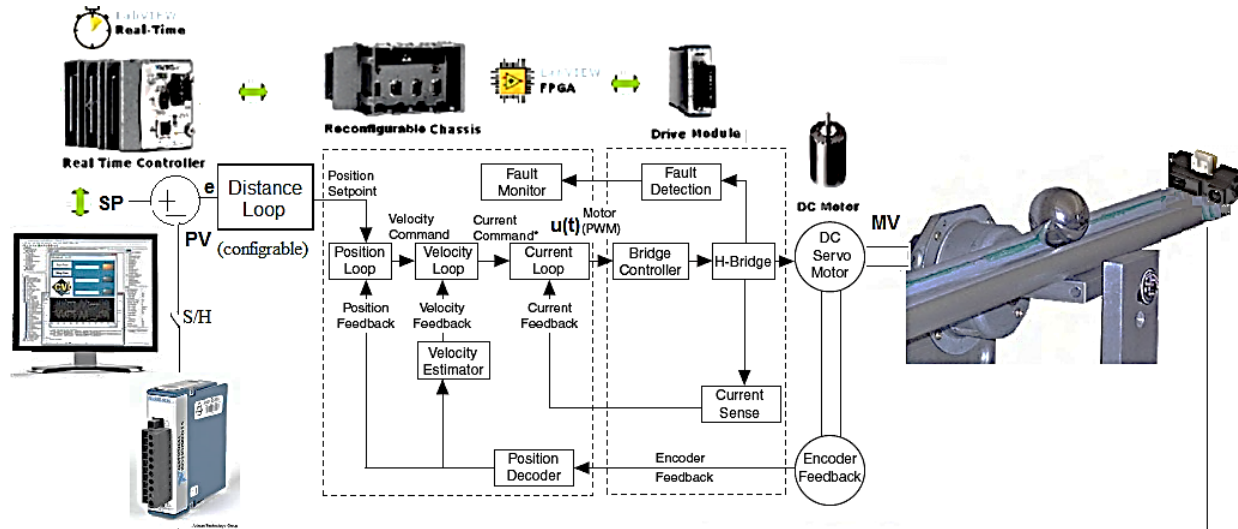 LabVIEW
Real-Time
LabVIEW
FPGA
Reconfigurable Chassis
Drive Module
Real Time Controller
DC Motor
SP
e
Distance
Loop
PV
(configrable)
S/H
Position
Setpoint
Fault
Monitor
Fault
Detection
Velocity
Command
Current
Command*
u(t)
Motor
(PWM)
MV
Position
Loop
Velocity
Loop
Current
Loop
Bridge
Controller
H-Bridge
DC
Servo
Motor
Position
Feedback
Velocity
Feedback
Current
Feedback
Velocity
Estimator
Current
Sense
Position
Decoder
Encoder
Feedback
Encoder
Feedback